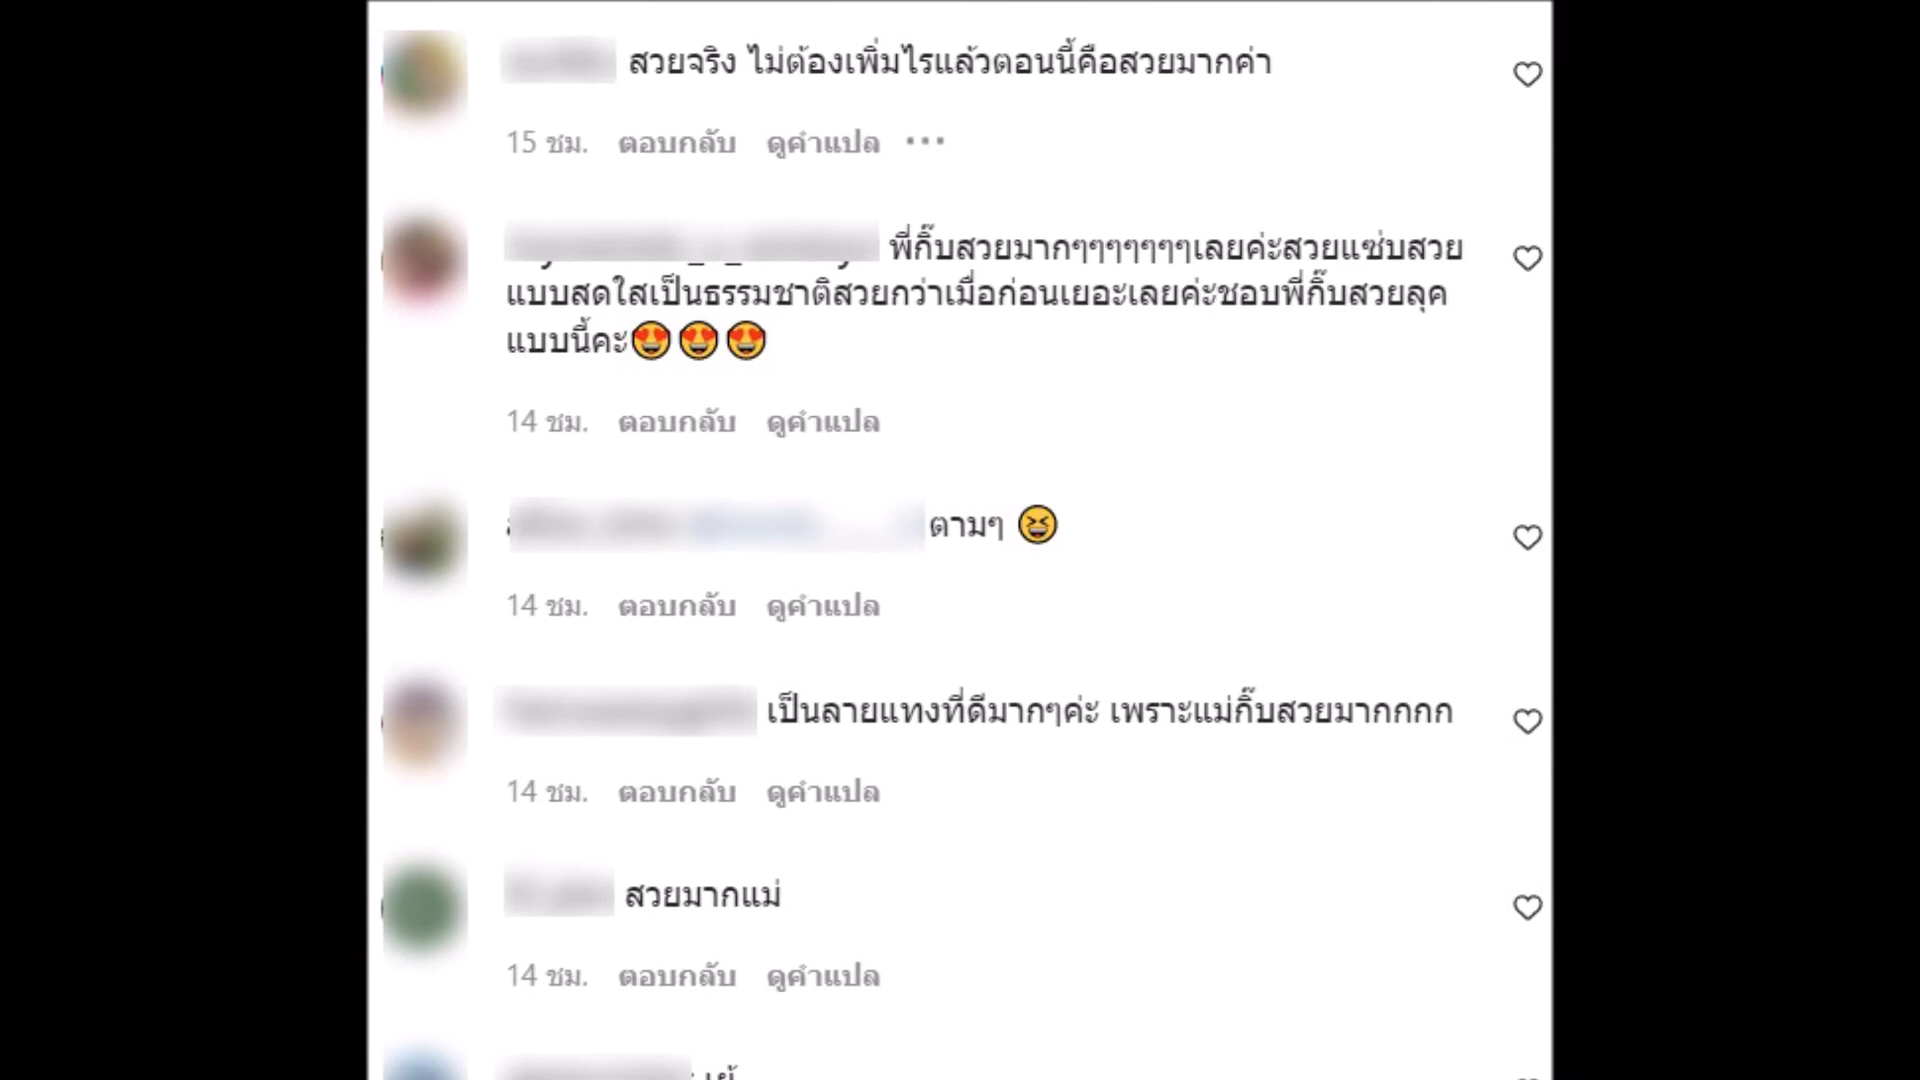 สวยจริง ไม่ต้องเพิ่มไรแล้วตอนนี้คือสวยมากค่า
15 ชม. ตอบกลับ ดูคำแปล •••
พี่กิ๊บสวยมากๆๆๆๆๆๆๆเลยค่ะสวยแซ่บสวย
แบบสดใสเป็นธรรมชาติสวยกว่าเมื่อก่อนเยอะเลยค่ะชอบพี่กิ๊บสวยลุค
แบบนี้คะ😍😍😍
14 ชม. ตอบกลับ ดูคำแปล
ตามๆ 😆
14 ชม. ตอบกลับ ดูคำแปล
เป็นลายแทงที่ดีมากๆค่ะ เพราะแม่กิ๊บสวยมากกกก
14 ชม. ตอบกลับ ดูคำแปล
สวยมากแม่
14 ชม. ตอบกลับ ดูคำแปล